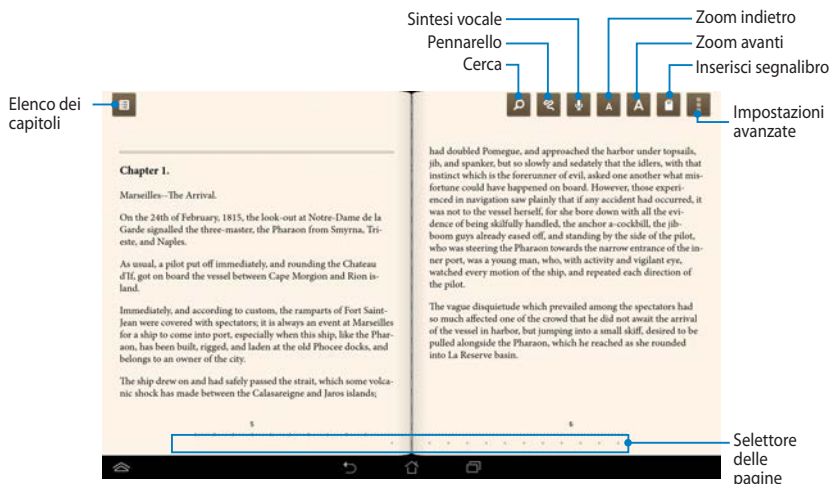 Sintesi vocale
Pennarello
Cerca
Zoom indietro
Zoom avanti
Inserisci segnalibro
Elenco dei
capitoli
Impostazioni
avanzate
A
A
Chapter 1.
Marseilles--The Arrival.
On the 24th of February, 1815, the look-out at Notre-Dame de la
Garde signalled the three-master, the Pharaon from Smyrna, Tri-
este, and Naples.
As usual, a pilot put off immediately, and rounding the Chateau
d'If, got on board the vessel between Cape Morgion and Rion is-
land.
Immediately, and according to custom, the ramparts of Fort Saint-
Jean were covered with spectators; it is always an event at Marseilles
for a ship to come into port, especially when this ship, like the Phar-
aon, has been built, rigged, and laden at the old Phocee docks, and
belongs to an owner of the city.
The ship drew on and had safely passed the strait, which some volca-
nic shock has made between the Calasareigne and Jaros islands;
5
had doubled Pomegue, and approached the harbor under topsails,
jib, and spanker, but so slowly and sedately that the idlers, with that
instinct which is the forerunner of evil, asked one another what mis-
fortune could have happened on board. However, those experi-
enced in navigation saw plainly that if any accident had occurred, it
was not to the vessel herself, for she bore down with all the evi-
dence of being skilfully handled, the anchor a-cockbill, the jib-
boom guys already eased off, and standing by the side of the pilot,
who was steering the Pharaon towards the narrow entrance of the in-
ner port, was a young man, who, with activity and vigilant eye,
watched every motion of the ship, and repeated each direction of
the pilot.
The vague disquietude which prevailed among the spectators had
so much affected one of the crowd that he did not await the arrival
of the vessel in harbor, but jumping into a small skiff, desired to be
pulled alongside the Pharaon, which he reached as she rounded
into La Reserve basin.
6
Selettore
delle
pagine